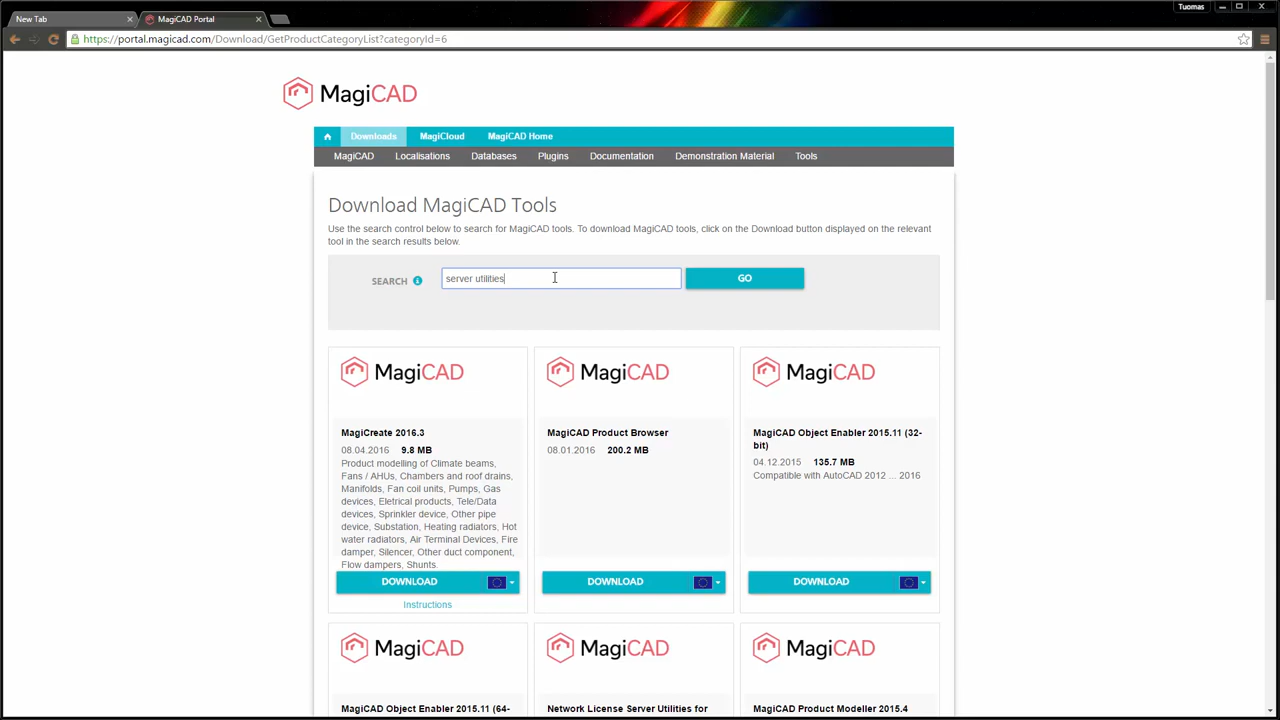 New Tab
MagiCAD Portal
Tuomas
https://portal.magicad.com/Download/GetProductCategoryList?categoryId=6
MagiCAD
Downloads MagiCloud MagiCAD Home
MagiCAD Localisations Databases Plugins Documentation Demonstration Material Tools
Download MagiCAD Tools
Use the search control below to search for MagiCAD tools. To download MagiCAD tools, click on the Download button displayed on the relevant
tool in the search results below.
SEARCH server utilities GO
MagiCAD
MagiCreate 2016.3
08.04.2016 9.8 MB
Product modelling of Climate beams,
Fans / AHUs, Chambers and roof drains,
Manifolds, Fan coil units, Pumps, Gas
devices, Eletrical products, Tele/Data
devices, Sprinkler device, Other pipe
device, Substation, Heating radiators, Hot
water radiators, Air Terminal Devices, Fire
damper, Silencer, Other duct component,
Flow dampers, Shunts.
DOWNLOAD
Instructions
MagiCAD
MagiCAD Product Browser
08.01.2016 200.2 MB
DOWNLOAD
MagiCAD
MagiCAD Object Enabler 2015.11 (32-
bit)
04.12.2015 135.7 MB
Compatible with AutoCAD 2012 ... 2016
DOWNLOAD
MagiCAD
MagiCAD Object Enabler 2015.11 (64-
MagiCAD
Network License Server Utilities for
MagiCAD
MagiCAD Product Modeller 2015.4